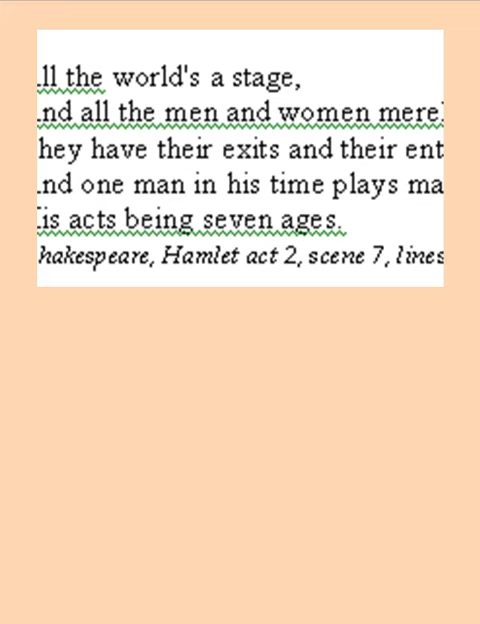 ll the world's a stage,
nd all the men and women mere
hey have their exits and their ent
nd one man in his time plays ma
is acts being seven ages.
hakespeare, Hamlet act 2, scene 7, lines